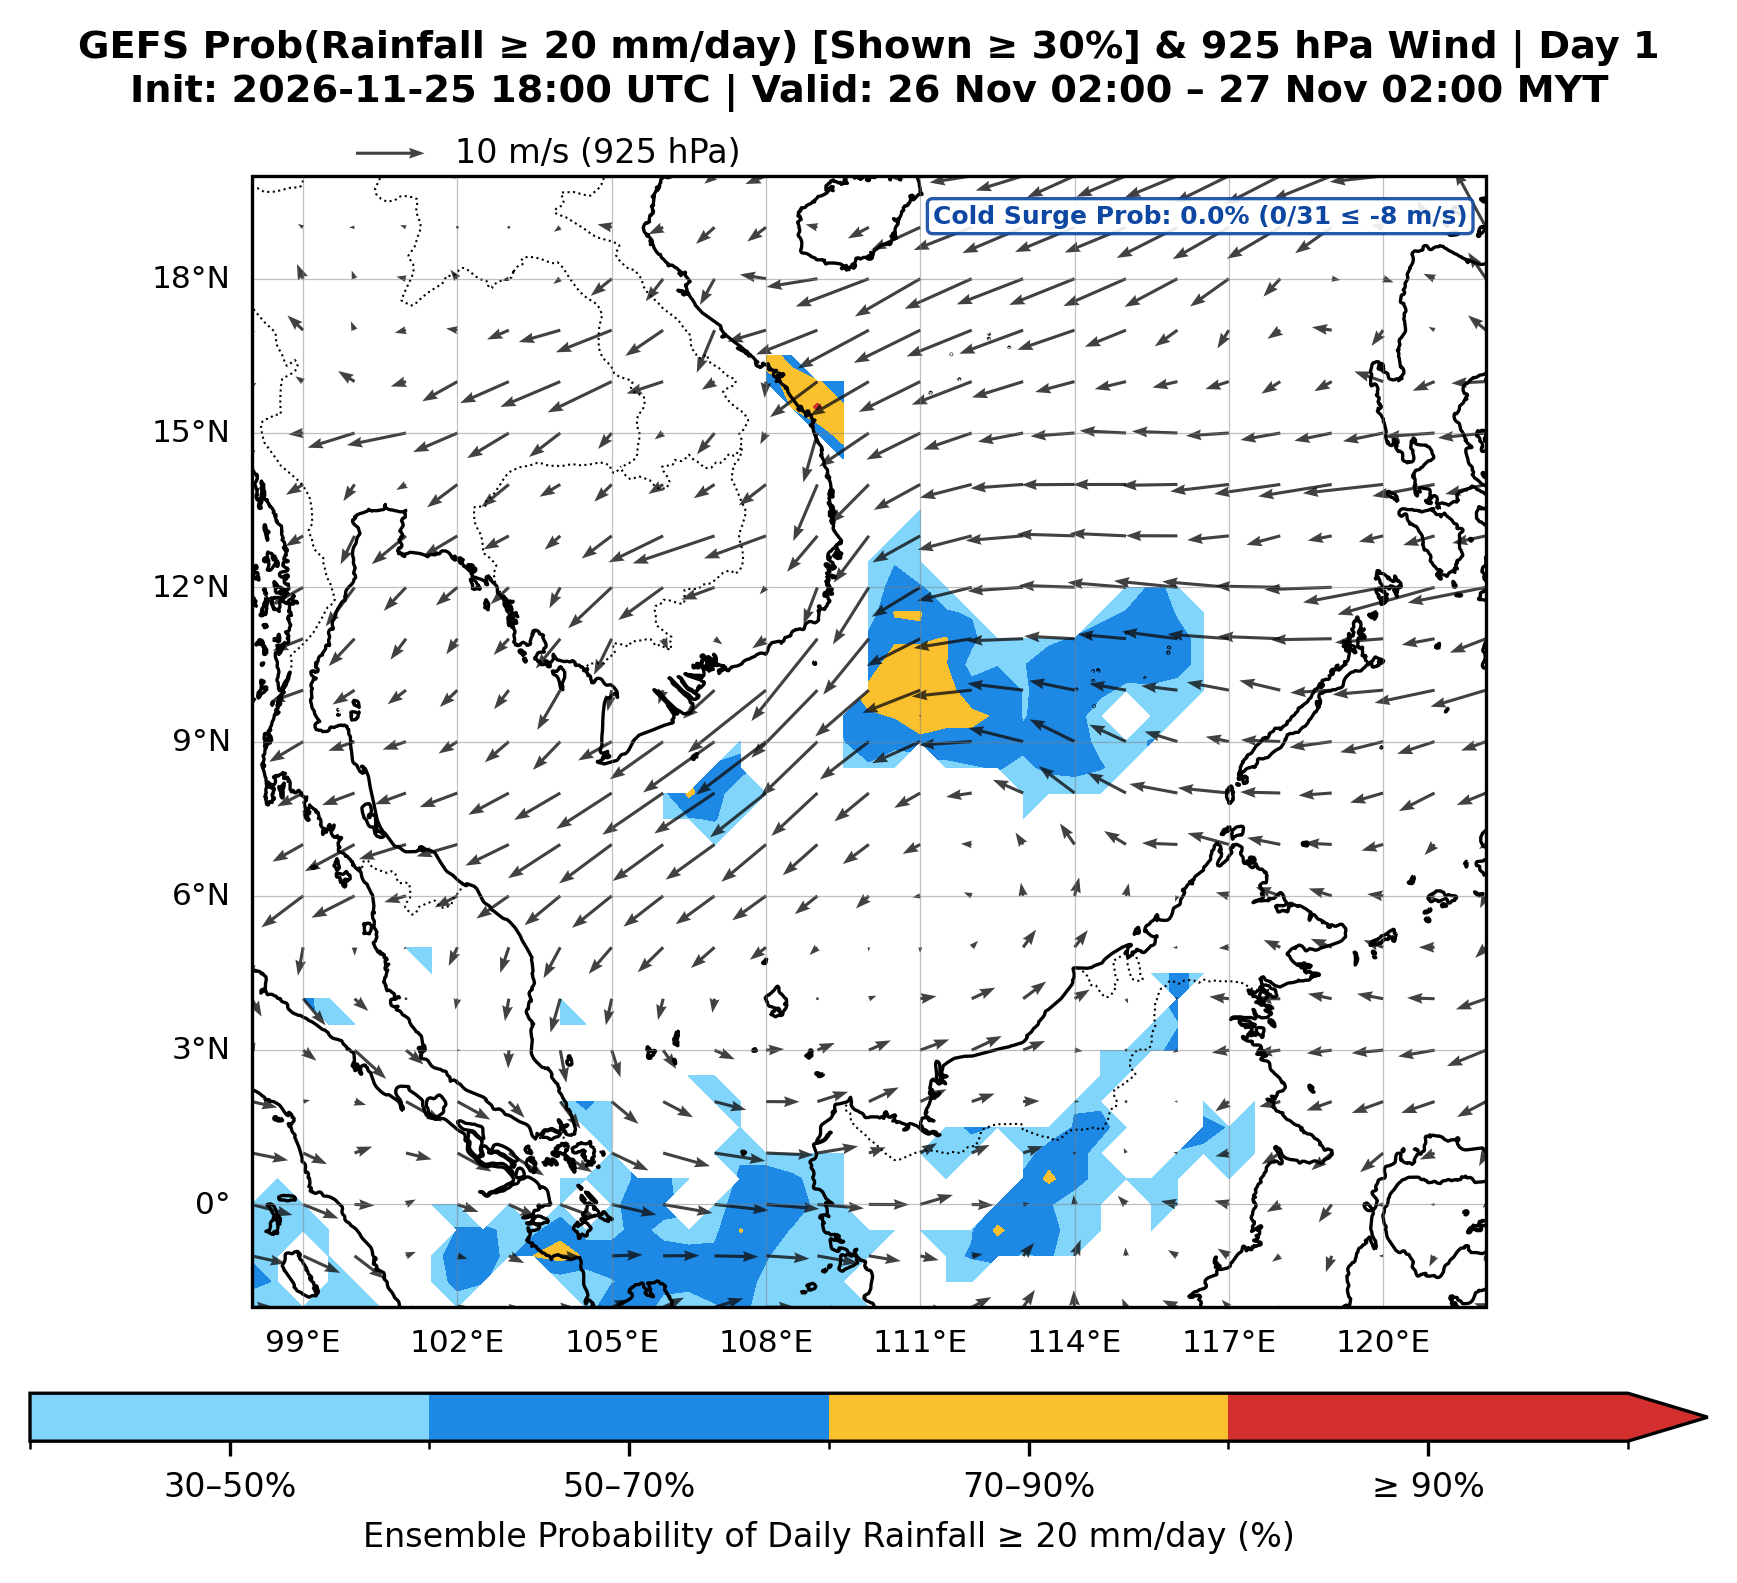 GEFS Prob(Rainfall ≥ 20 mm/day) [Shown ≥ 30%] & 925 hPa Wind | Day 1
Init: 2026-11-25 18:00 UTC | Valid: 26 Nov 02:00 – 27 Nov 02:00 MYT
10 m/s (925 hPa)
Cold Surge Prob: 0.0% (0/31 ≤ -8 m/s)
18°N
15°N
12°N
9°N
6°N
3°N
0°
99°E 102°E 105°E 108°E 111°E 114°E 117°E 120°E
30–50% 50–70% 70–90% ≥ 90%
Ensemble Probability of Daily Rainfall ≥ 20 mm/day (%)